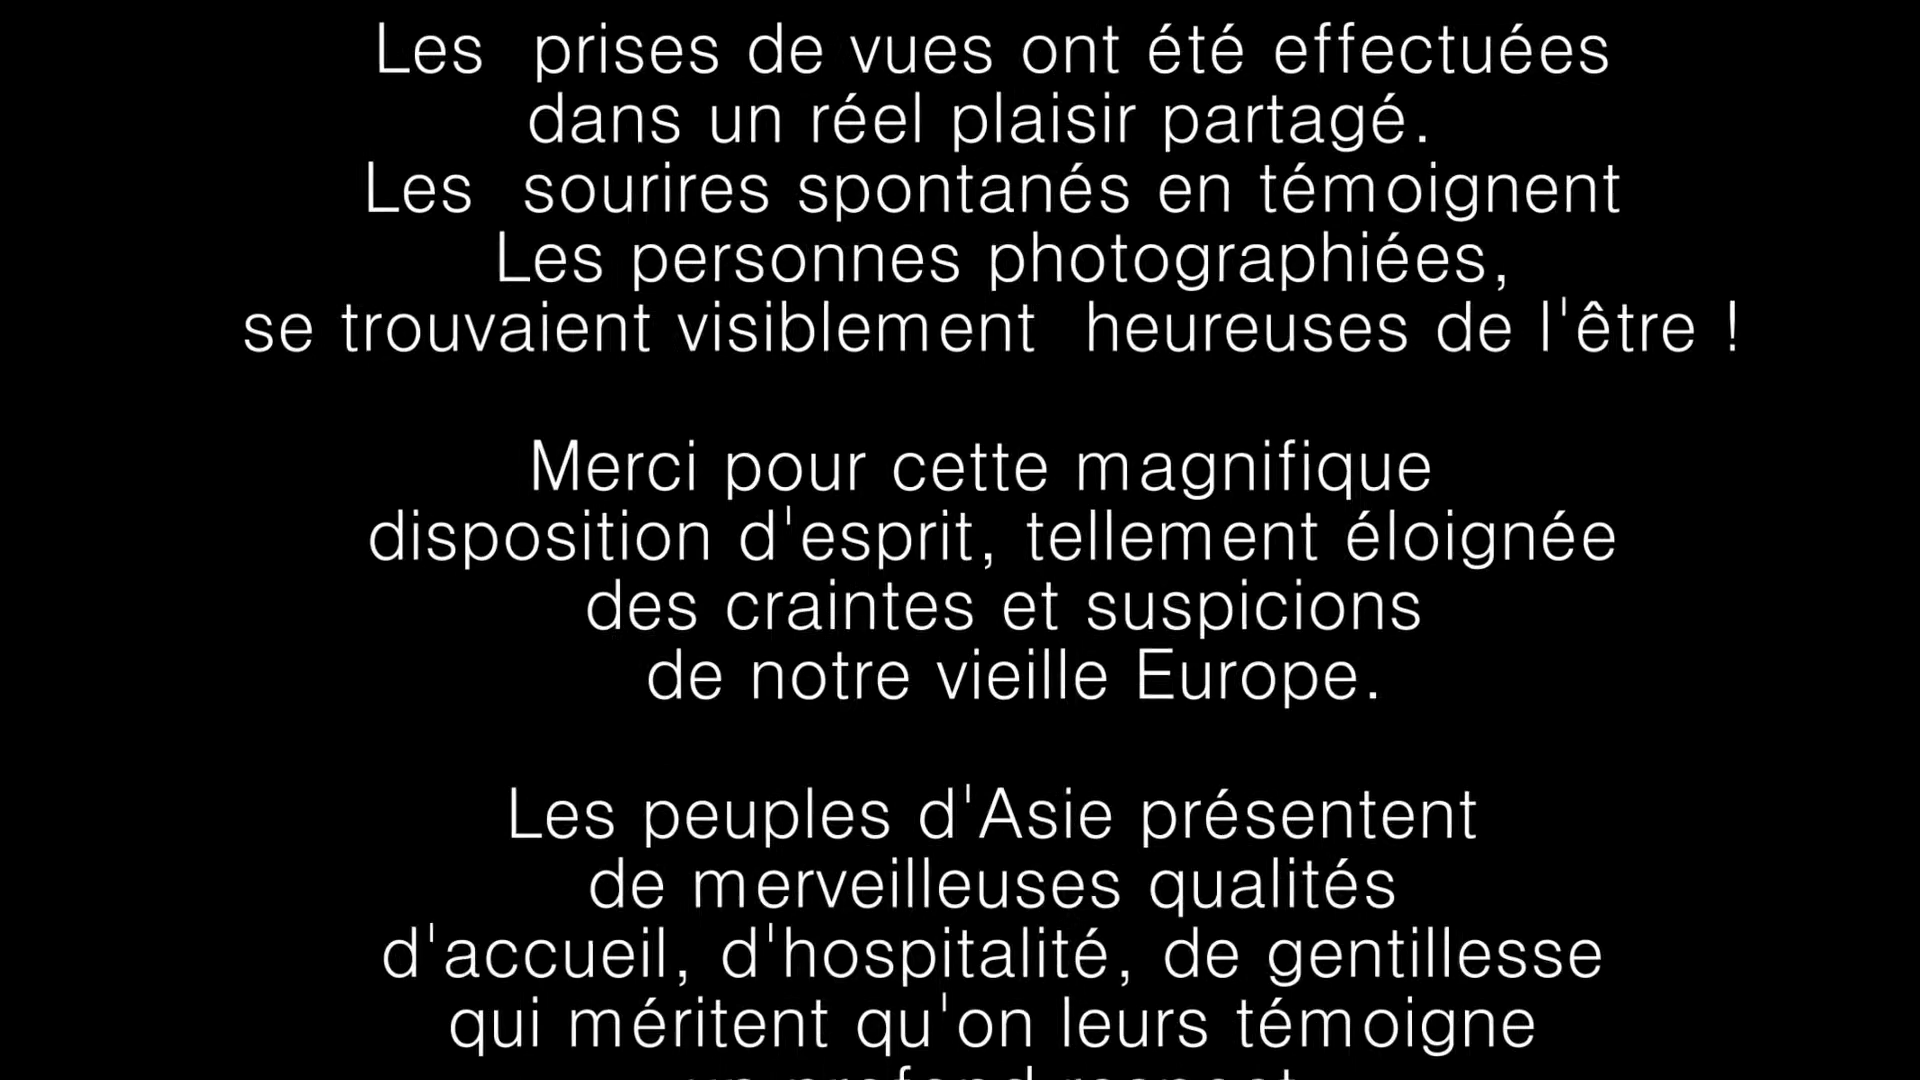 Les  prises de vues ont été effectuées
dans un réel plaisir partagé.
Les  sourires spontanés en témoignent
Les personnes photographiées,
se trouvaient visiblement  heureuses de l'être !
Merci pour cette magnifique
disposition d'esprit, tellement éloignée
des craintes et suspicions
de notre vieille Europe.
Les peuples d'Asie présentent
de merveilleuses qualités
d'accueil, d'hospitalité, de gentillesse
qui méritent qu'on leurs témoigne
un profond respect